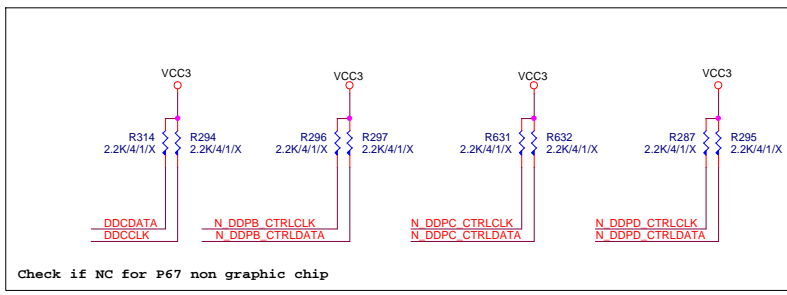 VCC3 VCC3 VCC3 VCC3
R314 R294 R296 R297 R631 R632 R287 R295
2.2K/4/1/X 2.2K/4/1/X 2.2K/4/1/X 2.2K/4/1/X 2.2K/4/1/X 2.2K/4/1/X 2.2K/4/1/X 2.2K/4/1/X
DDCDATA N_DDPB_CTRLCLK N_DDPC_CTRLCLK N_DDPD_CTRLCLK
DDCCLK N_DDPB_CTRLDATA N_DDPC_CTRLDATA N_DDPD_CTRLDATA
Check if NC for P67 non graphic chip